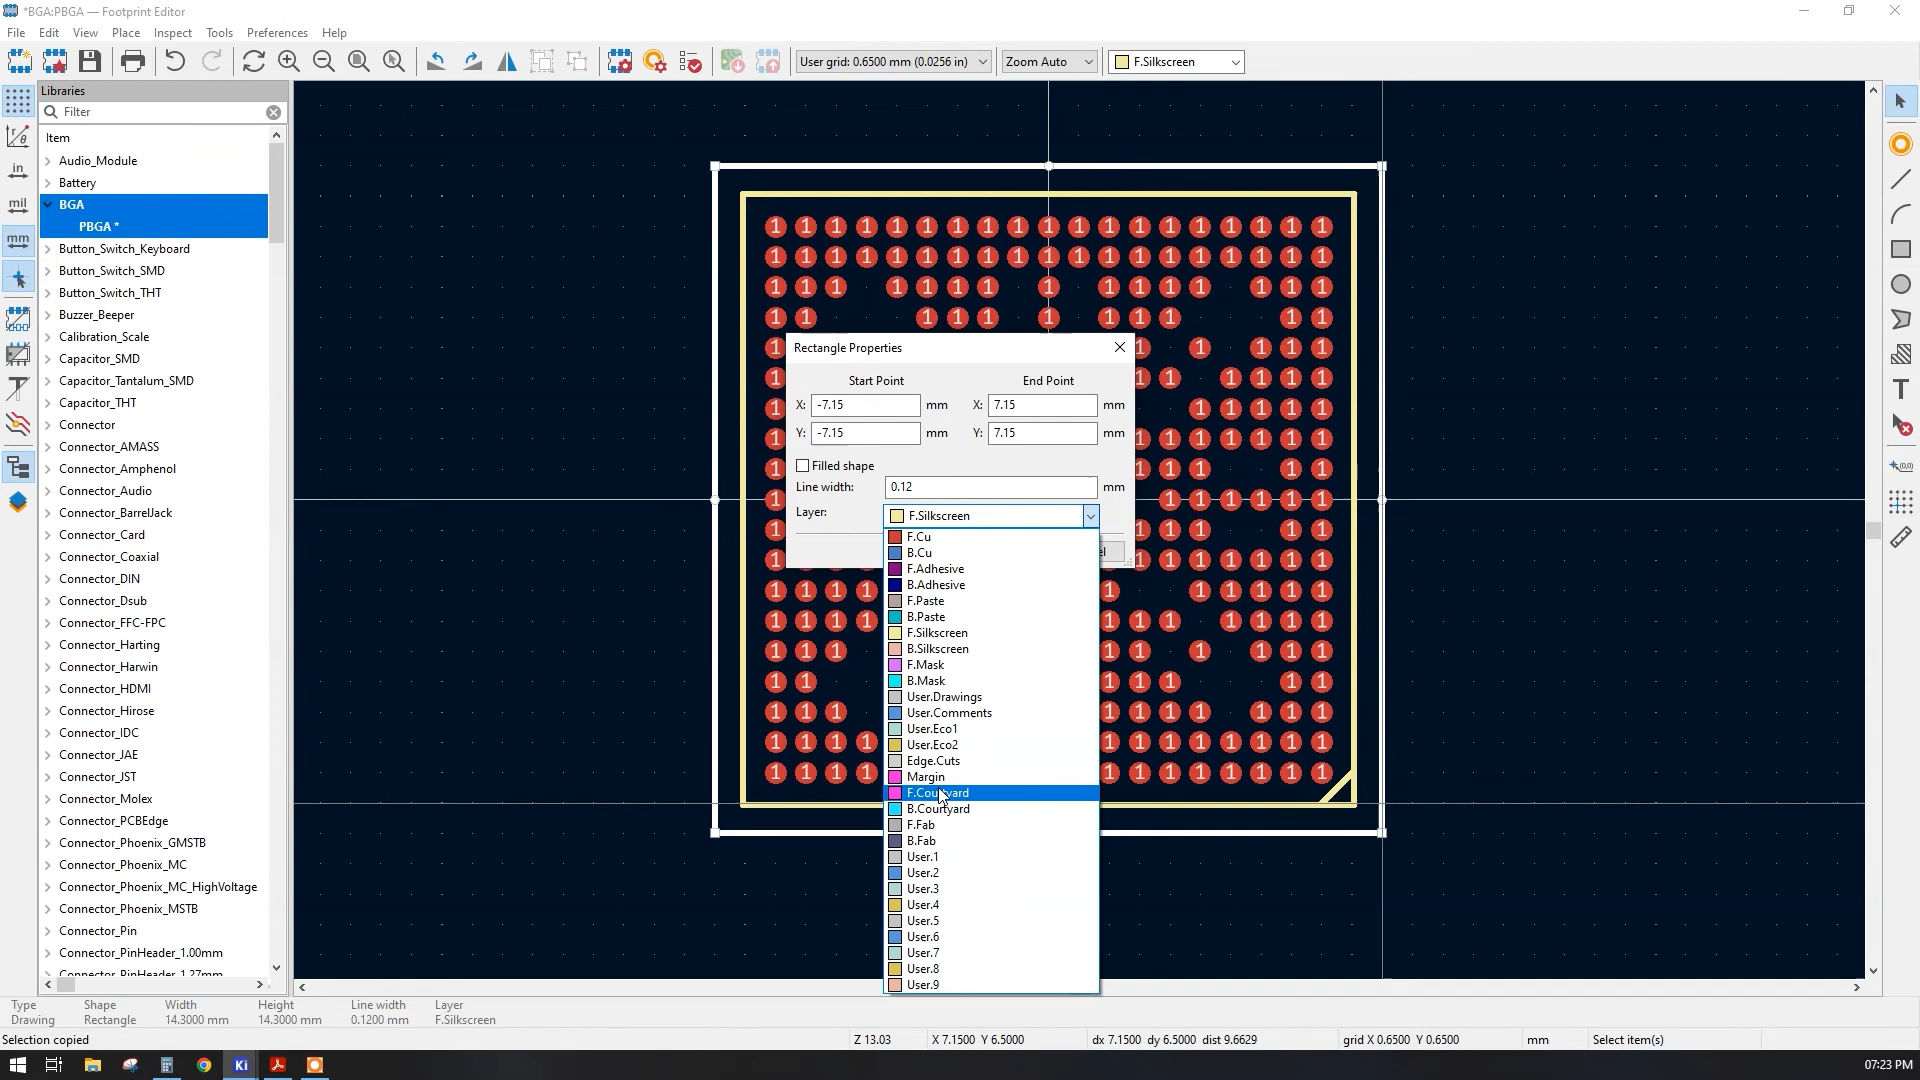 *BGA:PBGA — Footprint Editor
File Edit View Place Inspect Tools Preferences Help
User grid: 0.6500 mm (0.0256 in) Zoom Auto F.Silkscreen
Libraries
Filter
Item
Audio_Module
Battery
BGA
PBGA *
Button_Switch_Keyboard
Button_Switch_SMD
Button_Switch_THT
Buzzer_Beeper
Calibration_Scale
Capacitor_SMD
Capacitor_Tantalum_SMD
Capacitor_THT
Connector
Connector_AMASS
Connector_Amphenol
Connector_Audio
Connector_BarrelJack
Connector_Card
Connector_Coaxial
Connector_DIN
Connector_Dsub
Connector_FFC-FPC
Connector_Harting
Connector_Harwin
Connector_HDMI
Connector_Hirose
Connector_IDC
Connector_JAE
Connector_JST
Connector_Molex
Connector_PCBEdge
Connector_Phoenix_GMSTB
Connector_Phoenix_MC
Connector_Phoenix_MC_HighVoltage
Connector_Phoenix_MSTB
Connector_Pin
Connector_PinHeader_1.00mm
Connector_PinHeader_1.27mm
in
mil
mm
Rectangle Properties
Start Point End Point
X: -7.15 mm X: 7.15 mm
Y: -7.15 mm Y: 7.15 mm
Filled shape
Line width: 0.12 mm
Layer: F.Silkscreen
F.Cu
B.Cu
F.Adhesive
B.Adhesive
F.Paste
B.Paste
F.Silkscreen
B.Silkscreen
F.Mask
B.Mask
User.Drawings
User.Comments
User.Eco1
User.Eco2
Edge.Cuts
Margin
F.Courtyard
B.Courtyard
F.Fab
B.Fab
User.1
User.2
User.3
User.4
User.5
User.6
User.7
User.8
User.9
Type Shape Width Height Line width Layer
Drawing Rectangle 14.3000 mm 14.3000 mm 0.1200 mm F.Silkscreen
Selection copied Z 13.03 X 7.1500 Y 6.5000 dx 7.1500 dy 6.5000 dist 9.6629 grid X 0.6500 Y 0.6500 mm Select item(s)
Ki 07:23 PM